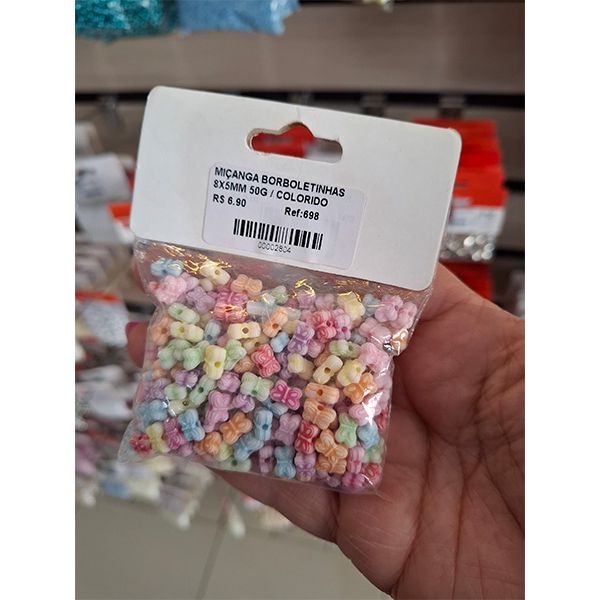 MIÇANGA BORBOLETINHAS
8X5MM 50G / COLORIDO
R$ 6.90 Ref:698
00002804